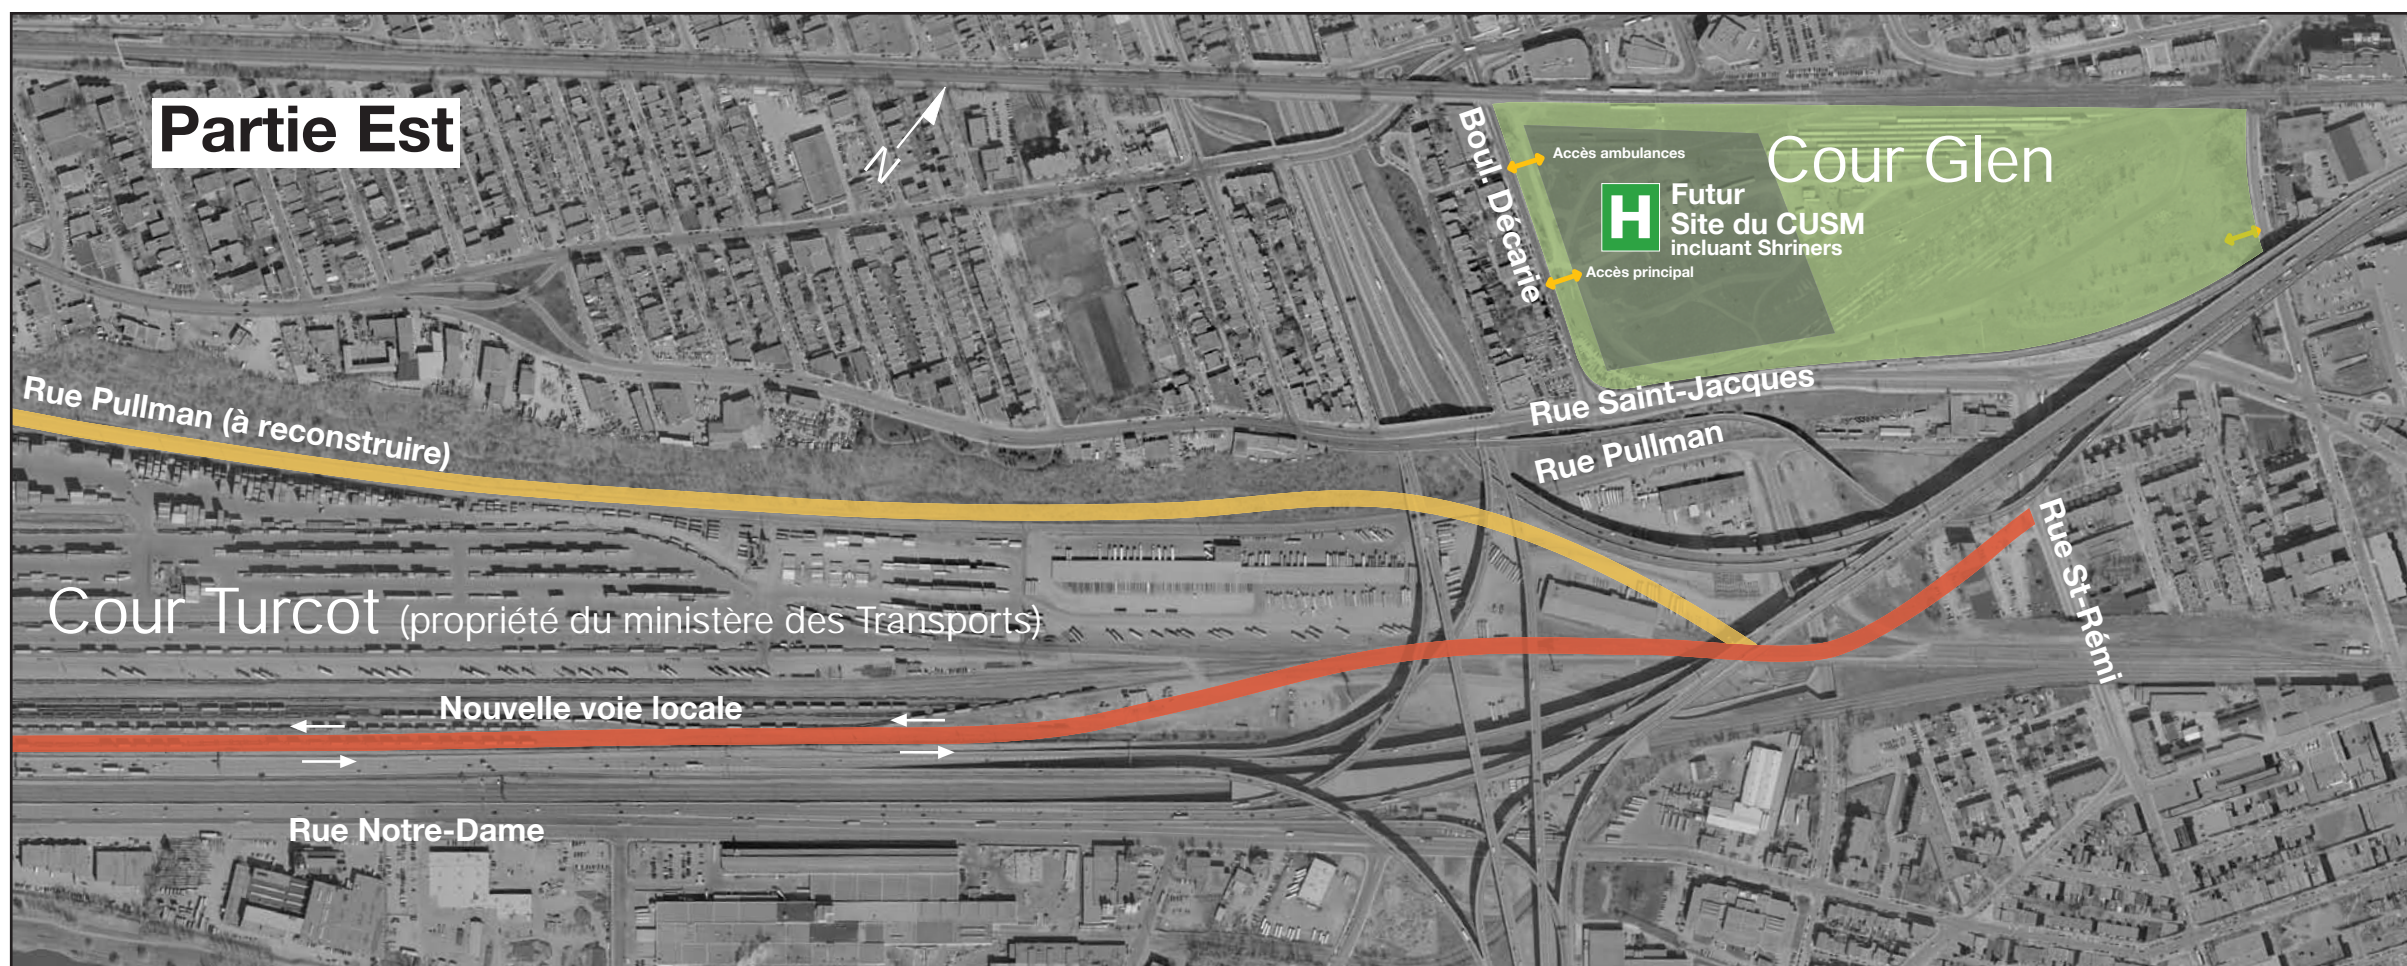 Partie Est
N
Boul. Décarie
Accès ambulances
Cour Glen
H
Futur
Site du CUSM
incluant Shriners
Accès principal
Rue Saint-Jacques
Rue Pullman (à reconstruire)
Rue Pullman
Rue St-Rémi
Cour Turcot (propriété du ministère des Transports)
Nouvelle voie locale
Rue Notre-Dame